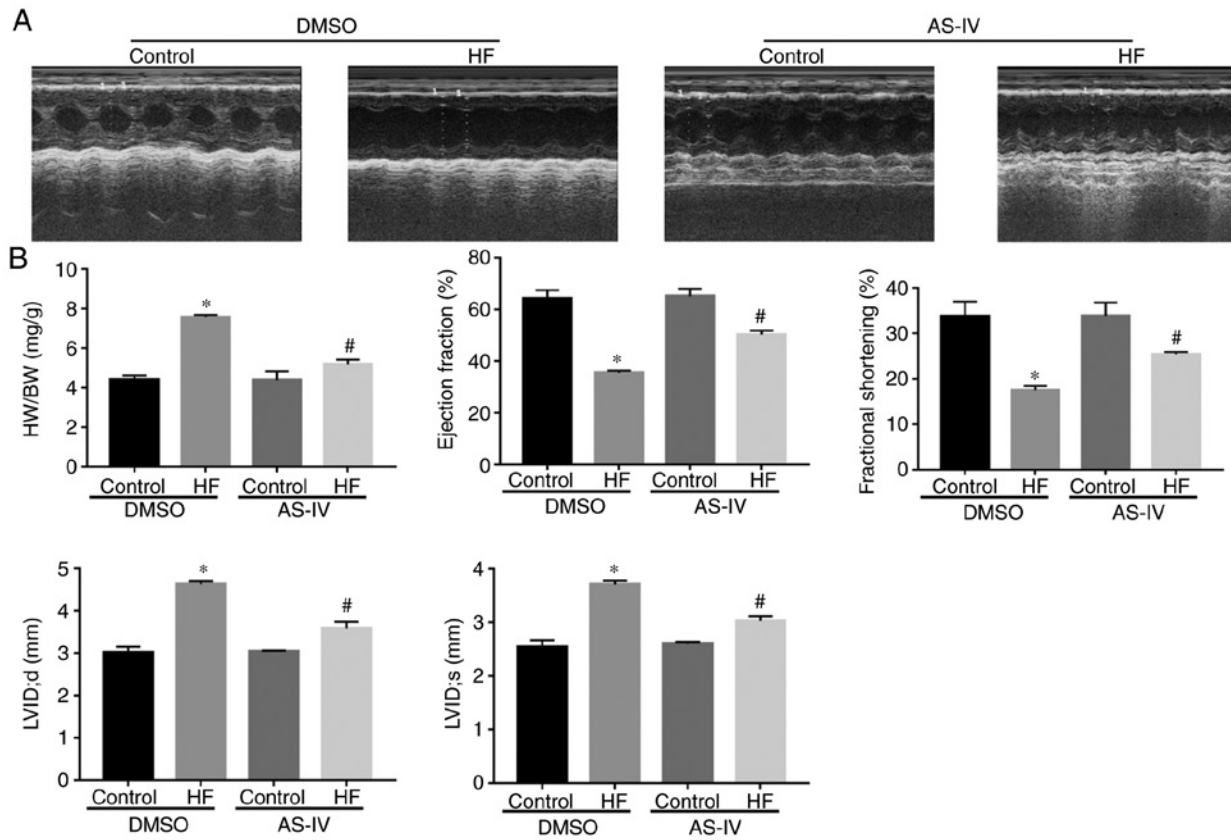 A
DMSO
AS-IV
Control
HF
Control
HF
B
HW/BW (mg/g)
10
8
6
4
2
0
*
#
Control
HF
Control
HF
DMSO
AS-IV
Ejection fraction (%)
80
60
40
20
0
*
#
Control
HF
Control
HF
DMSO
AS-IV
Fractional shortening (%)
40
30
20
10
0
*
#
Control
HF
Control
HF
DMSO
AS-IV
LVID;d (mm)
5
4
3
2
1
0
*
#
Control
HF
Control
HF
DMSO
AS-IV
LVID;s (mm)
4
3
2
1
0
*
#
Control
HF
Control
HF
DMSO
AS-IV